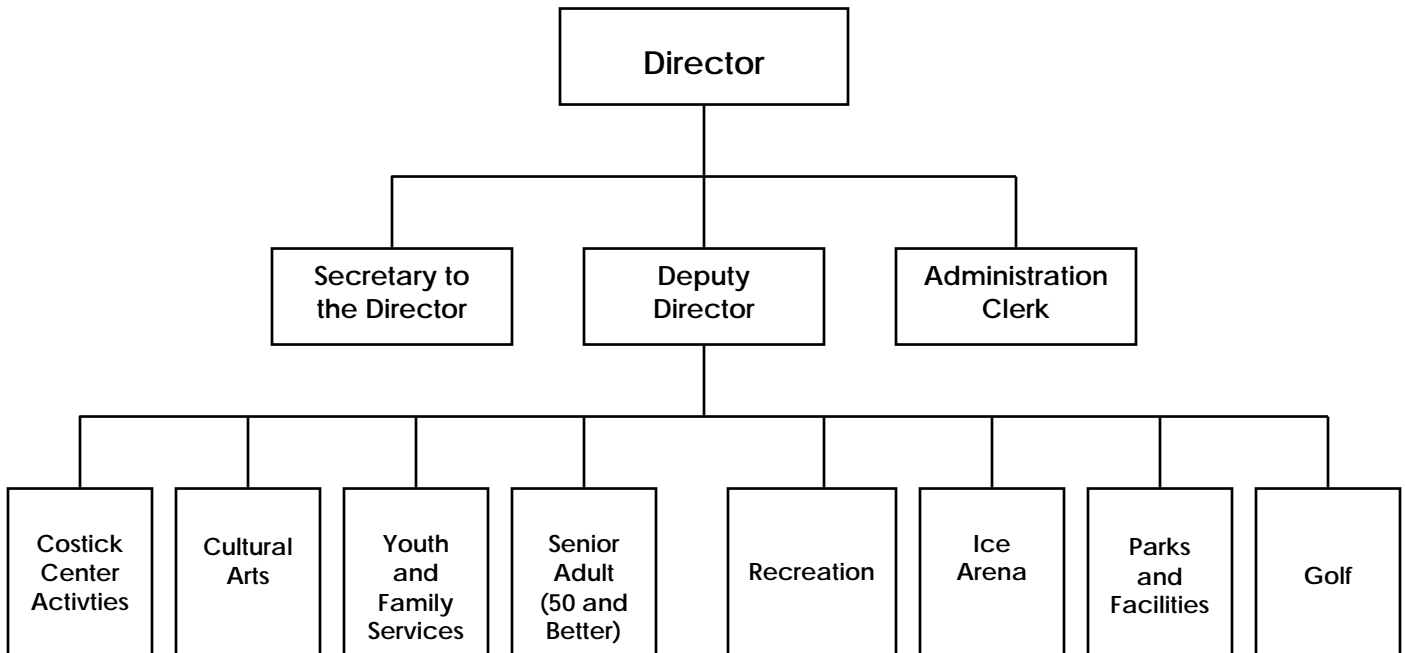 Director
Secretary to
the Director
Deputy
Director
Administration
Clerk
Costick
Center
Activties
Cultural
Arts
Youth
and
Family
Services
Senior
Adult
(50 and
Better)
Recreation
Ice
Arena
Parks
and
Facilities
Golf